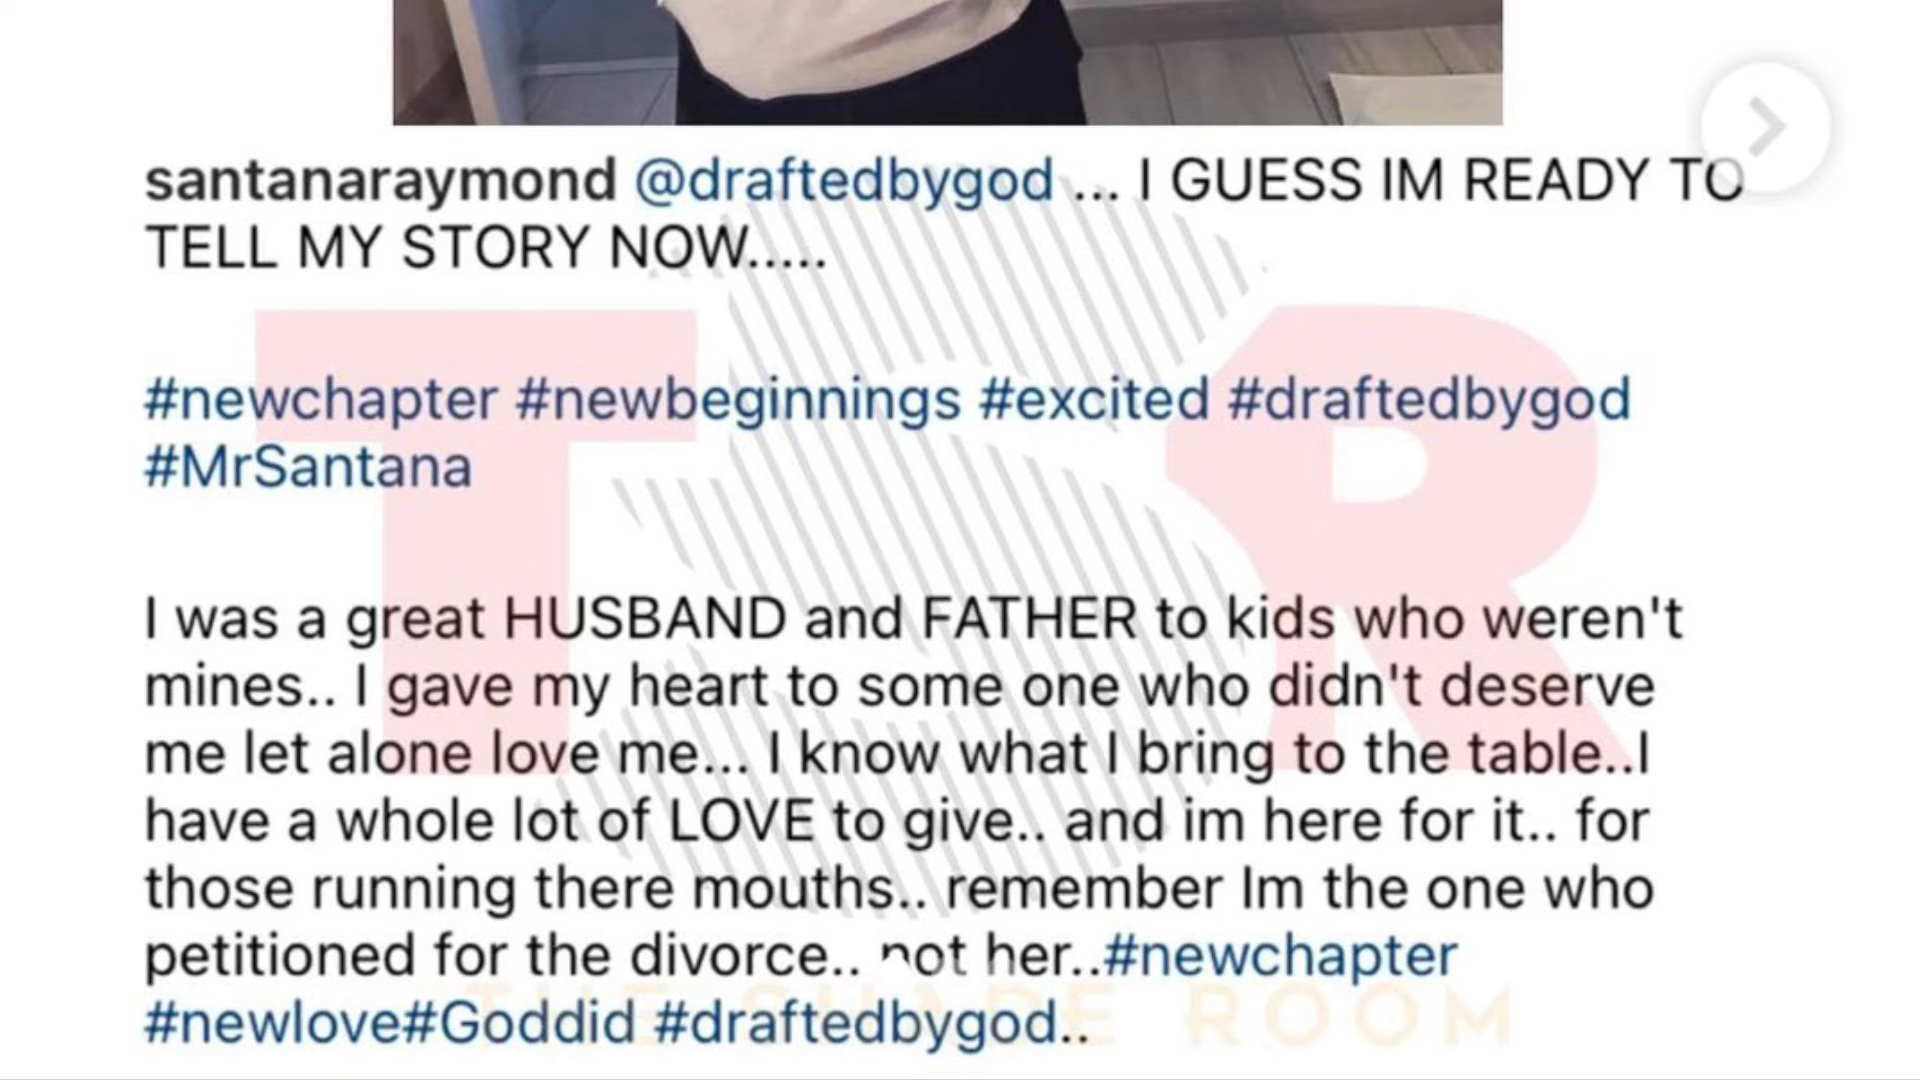 santanaraymond @draftedbygod ... I GUESS IM READY TO
TELL MY STORY NOW.....
#newchapter #newbeginnings #excited #draftedbygod
#MrSantana
I was a great HUSBAND and FATHER to kids who weren't
mines.. I gave my heart to some one who didn't deserve
me let alone love me... I know what I bring to the table..I
have a whole lot of LOVE to give.. and im here for it.. for
those running there mouths.. remember Im the one who
petitioned for the divorce.. not her..#newchapter
#newlove#Goddid #draftedbygod..
TSR
THE SHADE ROOM